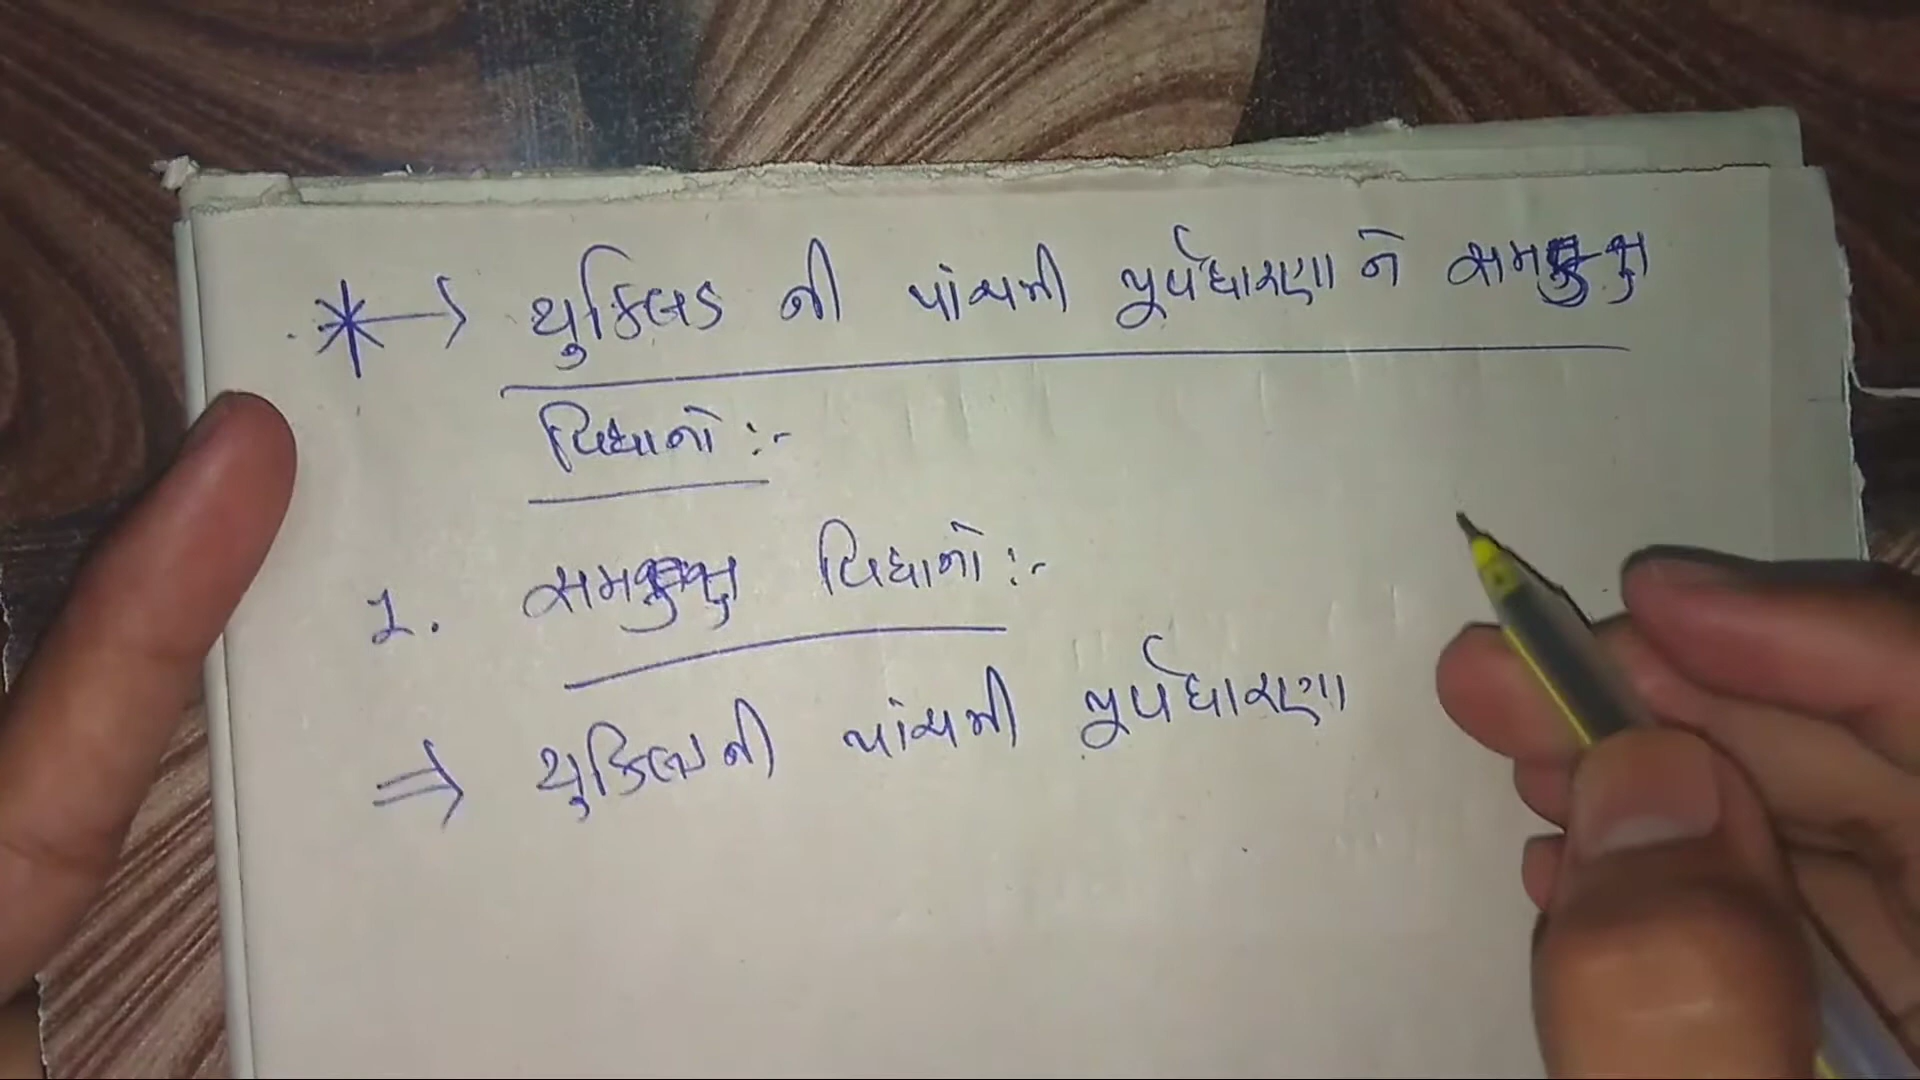 *→ યુક્લિડ ની પાંચમી પૂર્વધારણા ને સમતુલ્ય
વિધાનો :-
1. સમતુલ્ય વિધાનો :-
⇒ યુક્લિડની પાંચમી પૂર્વધારણા